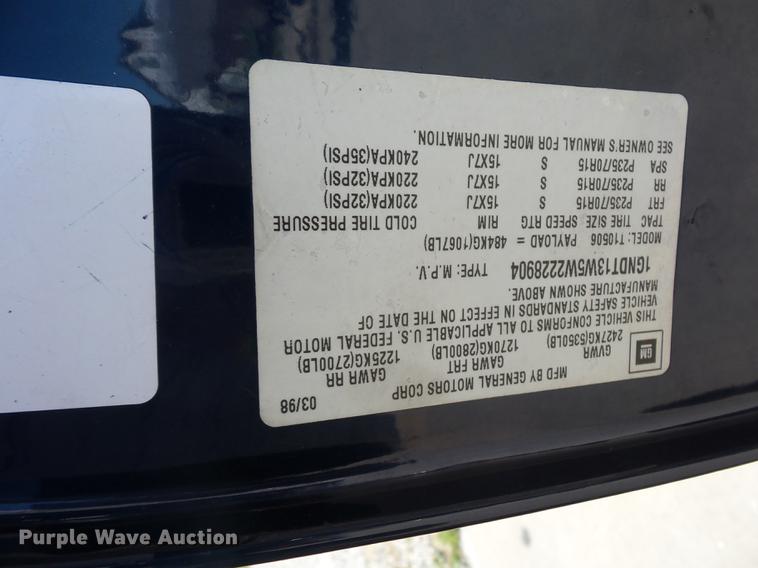 MFD BY GENERAL MOTORS CORP 03/98
GM
GVWR GAWR FRT GAWR RR
2427KG(5350LB) 1270KG(2800LB) 1225KG(2700LB)
THIS VEHICLE CONFORMS TO ALL APPLICABLE U.S. FEDERAL MOTOR
VEHICLE SAFETY STANDARDS IN EFFECT ON THE DATE OF
MANUFACTURE SHOWN ABOVE.
1GNDT13W5W2228904 TYPE: M.P.V.
MODEL: T10506 PAYLOAD = 484KG(1067LB)
TPAC TIRE SIZE SPEED RTG RIM COLD TIRE PRESSURE
FRT P235/70R15 S 15X7J 220KPA(32PSI)
RR P235/70R15 S 15X7J 220KPA(32PSI)
SPA P235/70R15 S 15X7J 240KPA(35PSI)
SEE OWNER'S MANUAL FOR MORE INFORMATION.
Purple Wave Auction